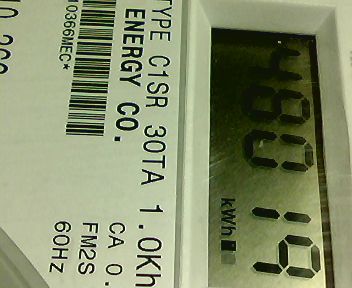 48019
kWh
TYPE C1SR 30TA 1.0Kh
ENERGY CO.
CA 0.
FM2S
10366MEC*
60Hz